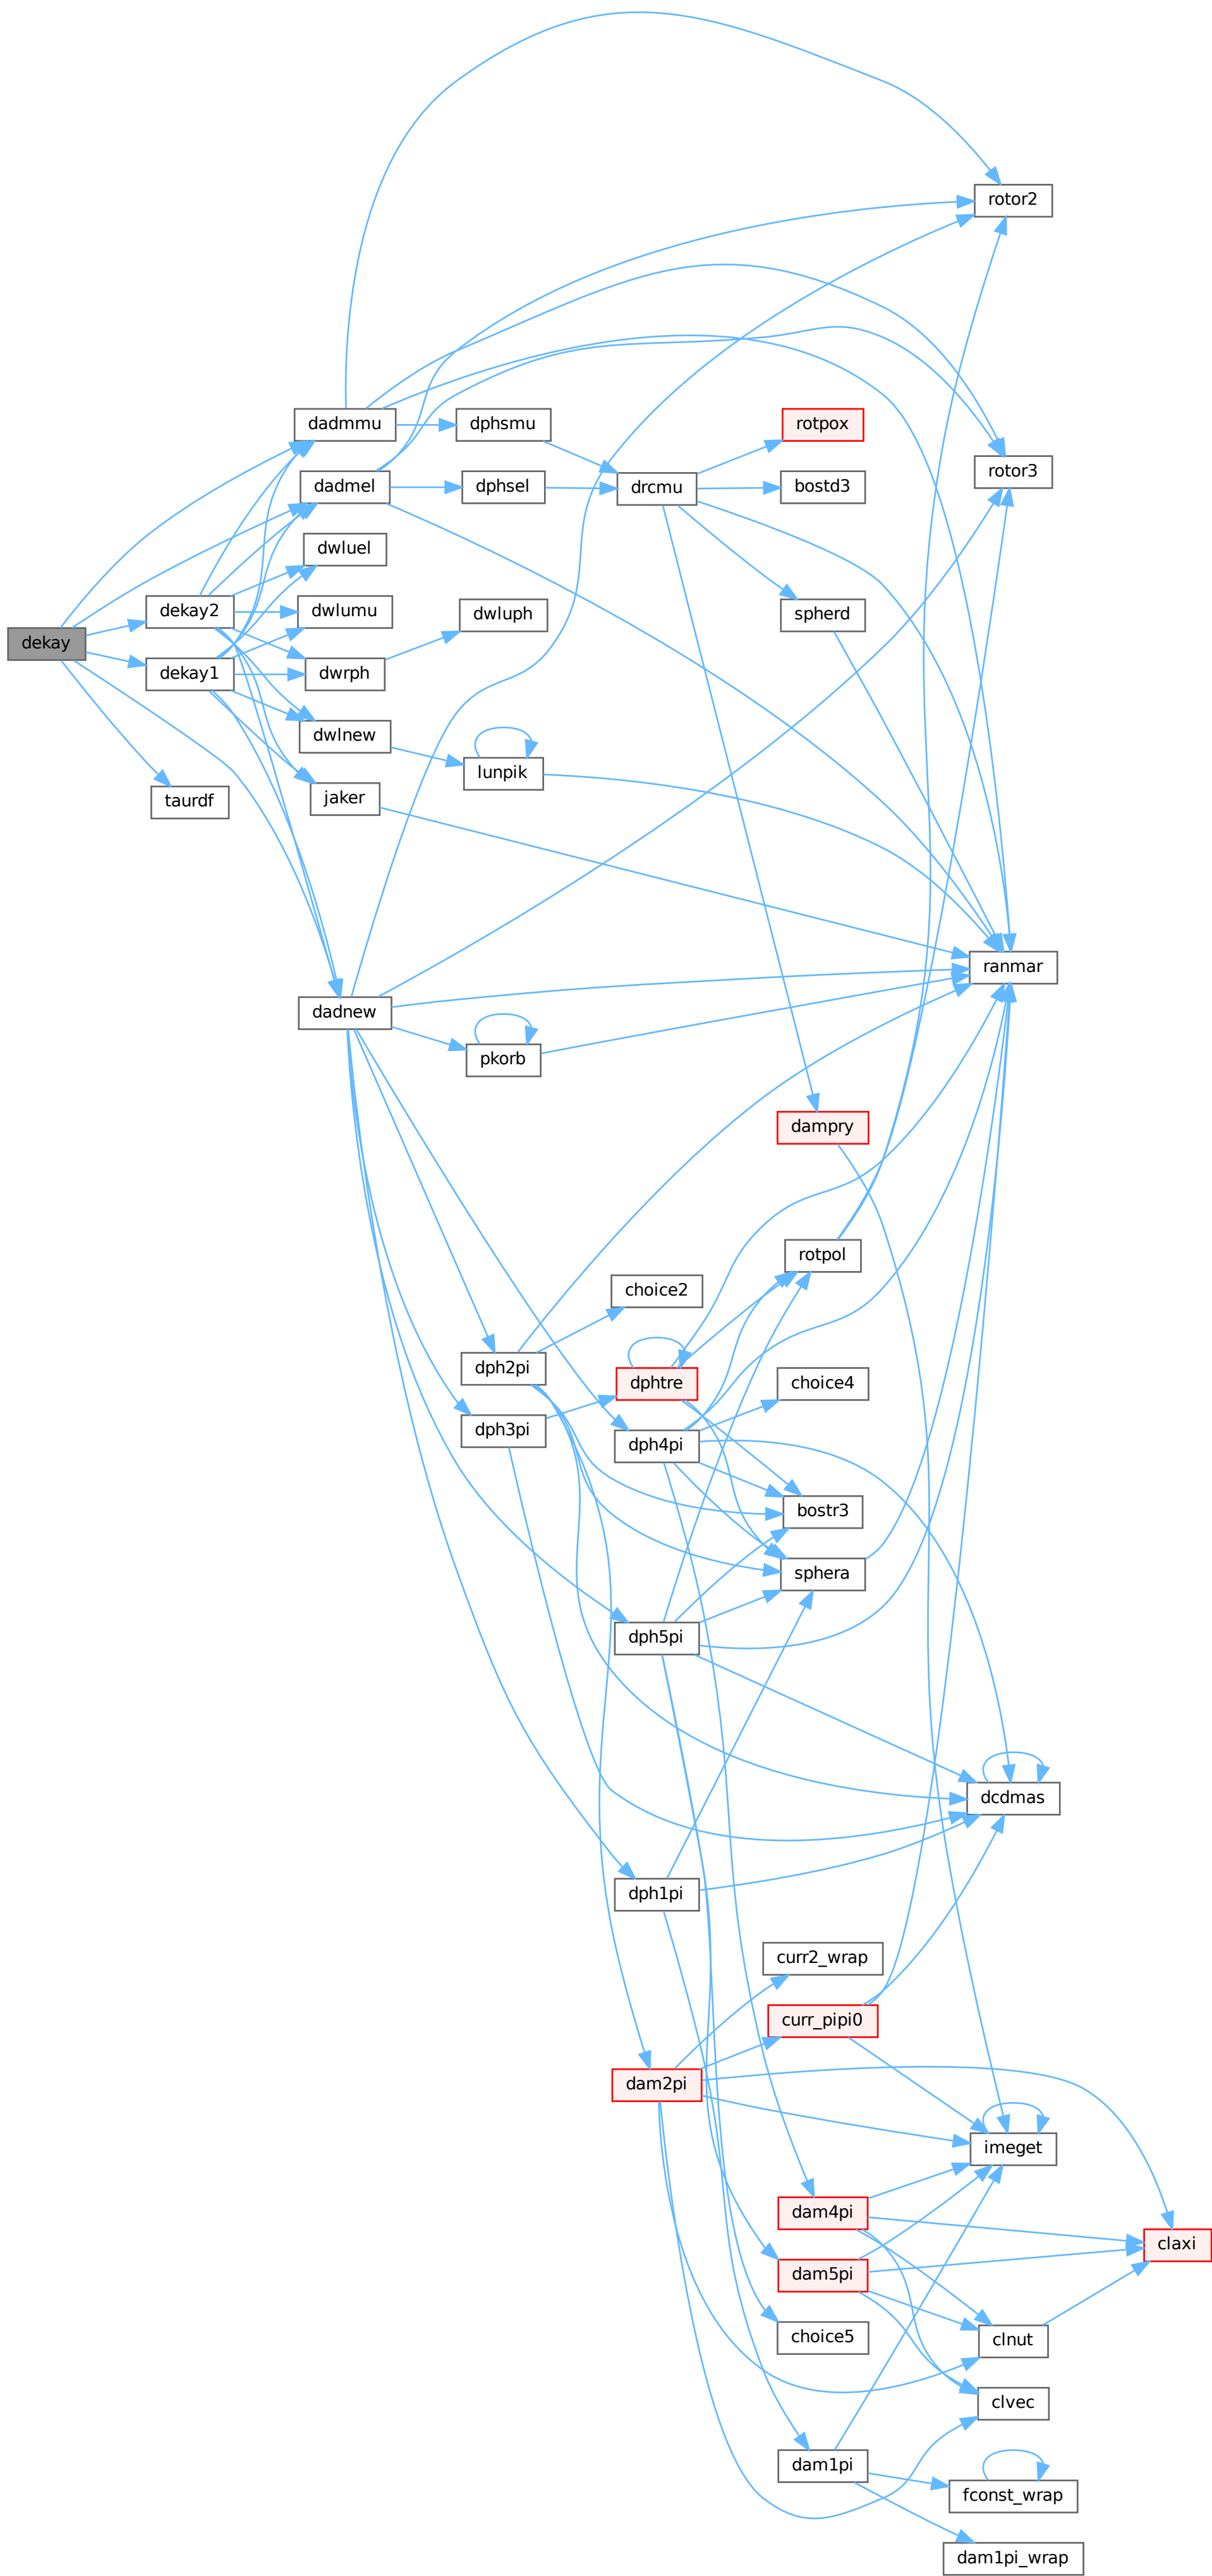 rotor2
dadmmu
dphsmu
rotpox
rotor3
dadmel
dphsel
drcmu
bostd3
dwluel
dekay2
dwlumu
dwluph
spherd
dekay
dekay1
dwrph
dwlnew
lunpik
taurdf
jaker
ranmar
dadnew
pkorb
dampry
rotpol
choice2
dph2pi
dphtre
choice4
dph3pi
dph4pi
bostr3
sphera
dph5pi
dcdmas
dph1pi
curr2_wrap
curr_pipi0
dam2pi
imeget
dam4pi
claxi
dam5pi
choice5
clnut
clvec
dam1pi
fconst_wrap
dam1pi_wrap